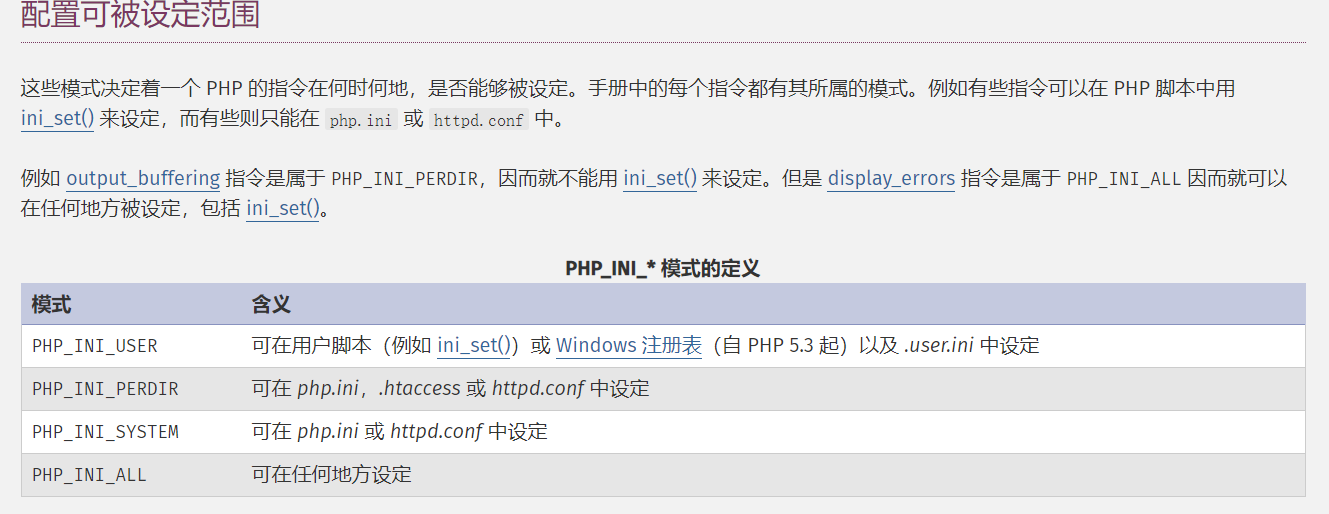 配置可被设定范围
这些模式决定着一个 PHP 的指令在何时何地，是否能够被设定。手册中的每个指令都有其所属的模式。例如有些指令可以在 PHP 脚本中用
ini_set() 来设定，而有些则只能在 php.ini 或 httpd.conf 中。
例如 output_buffering 指令是属于 PHP_INI_PERDIR，因而就不能用 ini_set() 来设定。但是 display_errors 指令是属于 PHP_INI_ALL 因而就可以
在任何地方被设定，包括 ini_set()。
PHP_INI_* 模式的定义
模式 含义
PHP_INI_USER 可在用户脚本（例如 ini_set()）或 Windows 注册表（自 PHP 5.3 起）以及 .user.ini 中设定
PHP_INI_PERDIR 可在 php.ini，.htaccess 或 httpd.conf 中设定
PHP_INI_SYSTEM 可在 php.ini 或 httpd.conf 中设定
PHP_INI_ALL 可在任何地方设定